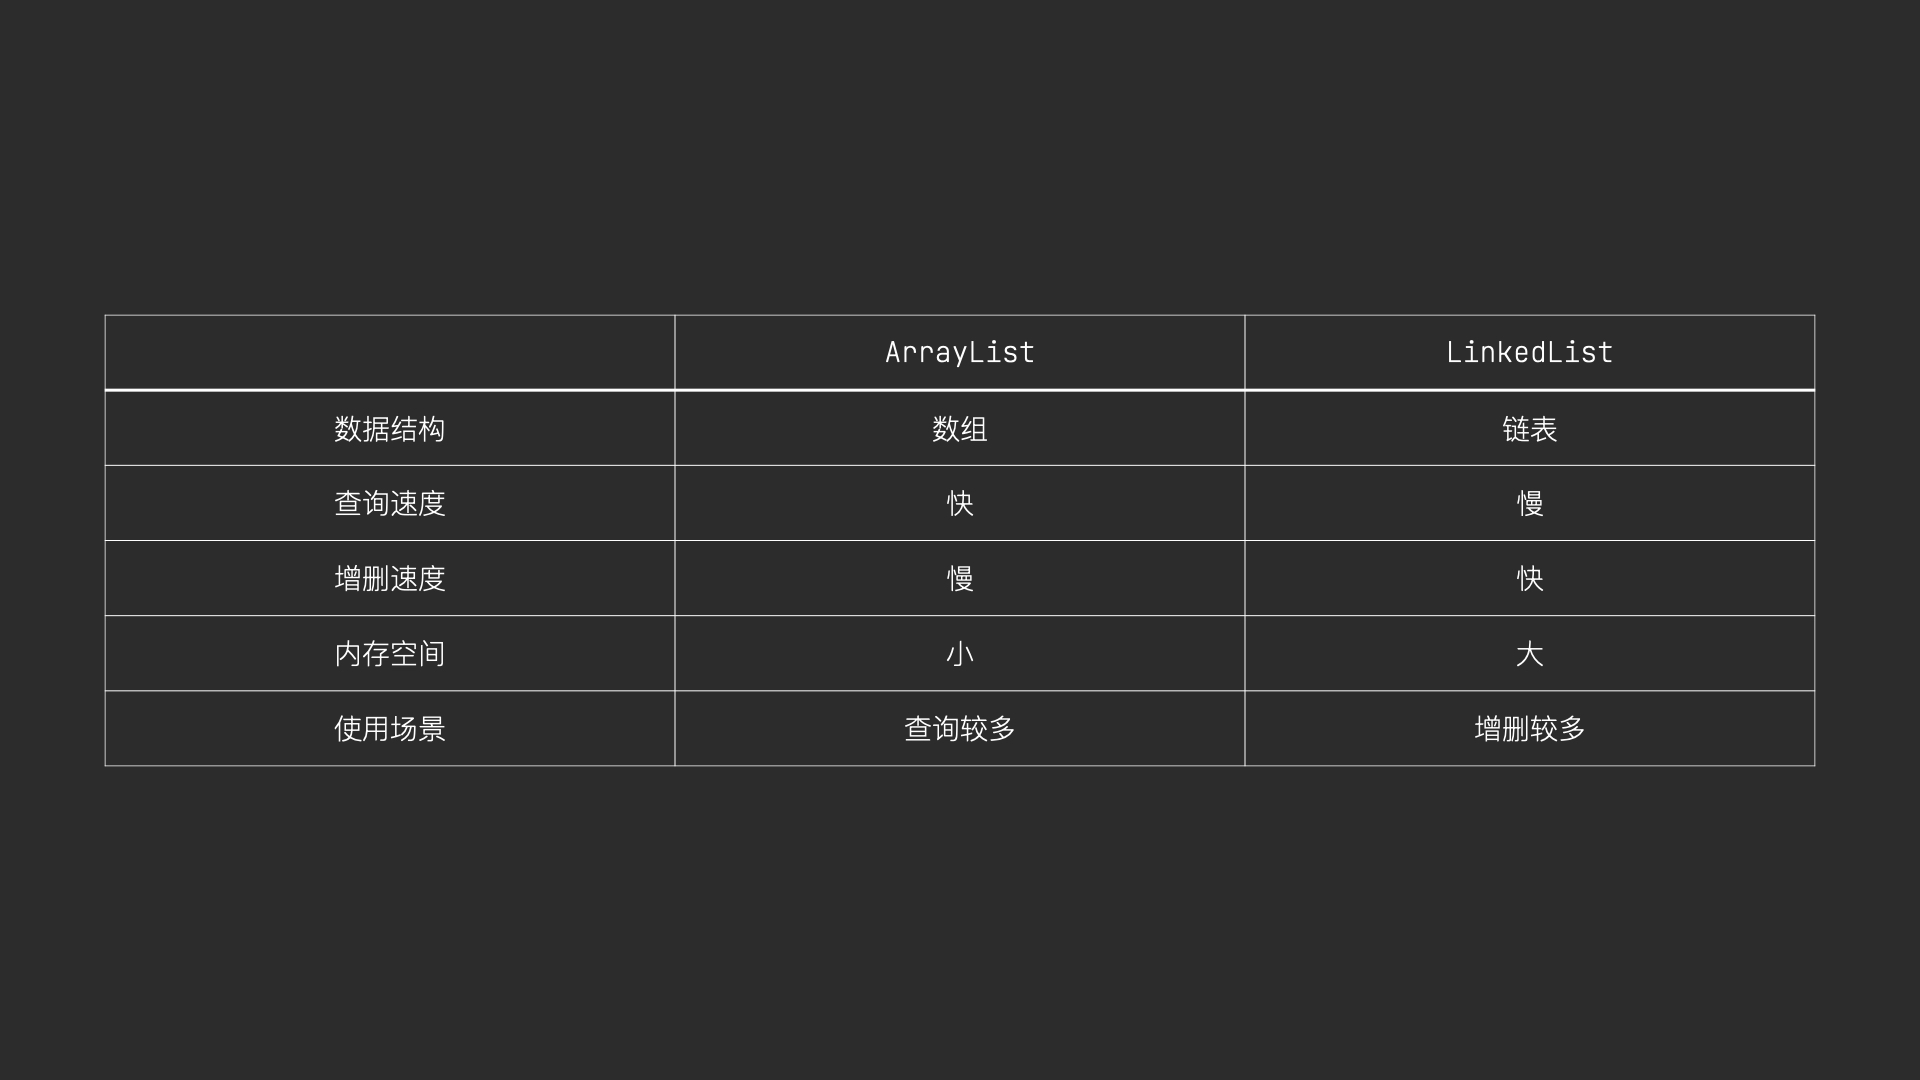 ArrayList LinkedList
数据结构 数组 链表
查询速度 快 慢
增删速度 慢 快
内存空间 小 大
使用场景 查询较多 增删较多